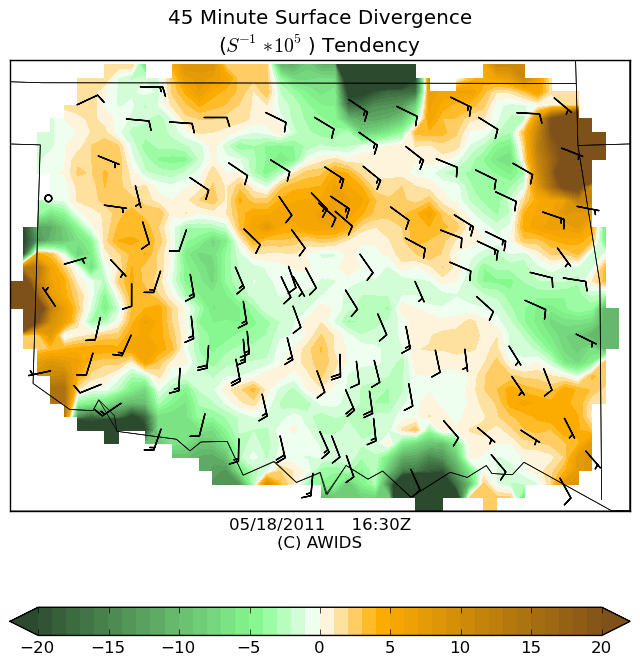 45 Minute Surface Divergence
(S⁻¹ *10⁵ ) Tendency
05/18/2011 16:30Z
(C) AWIDS
−20 −15 −10 −5 0 5 10 15 20